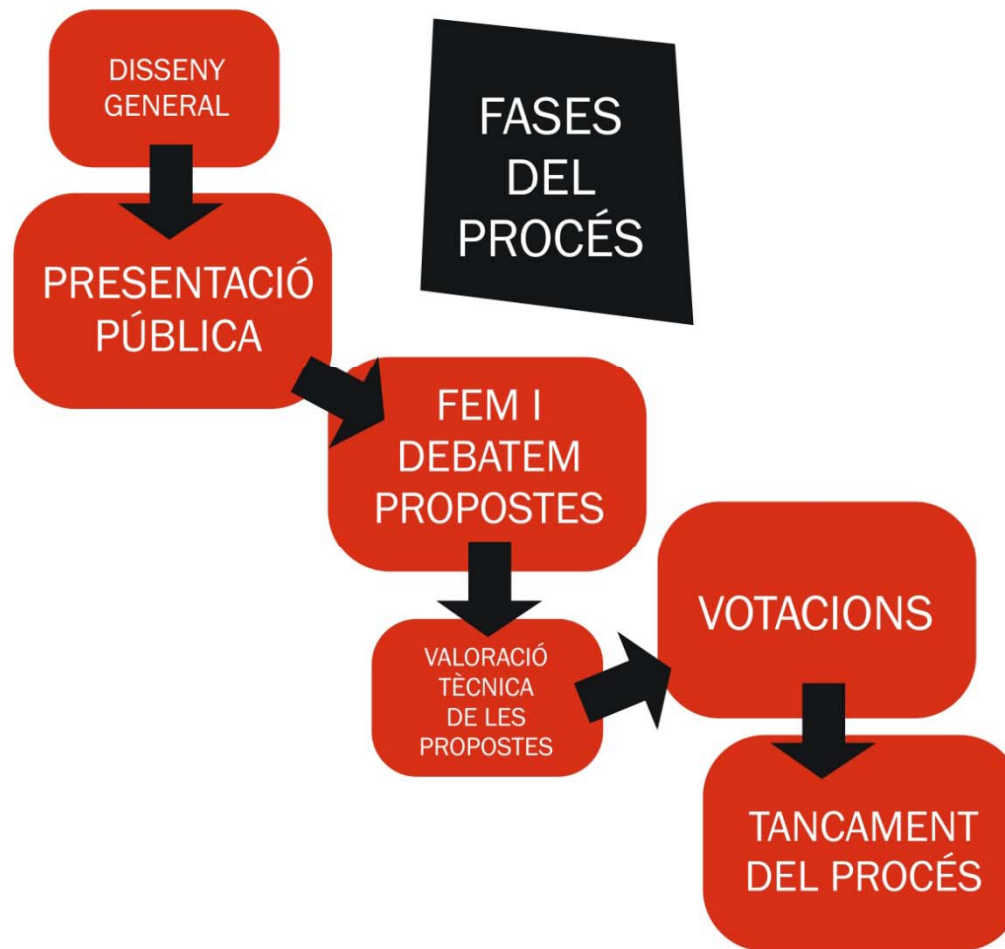 DISSENY
GENERAL
FASES
DEL
PROCÉS
PRESENTACIÓ
PÚBLICA
FEM I
DEBATEM
PROPOSTES
VALORACIÓ
TÈCNICA
DE LES
PROPOSTES
VOTACIONS
TANCAMENT
DEL PROCÉS